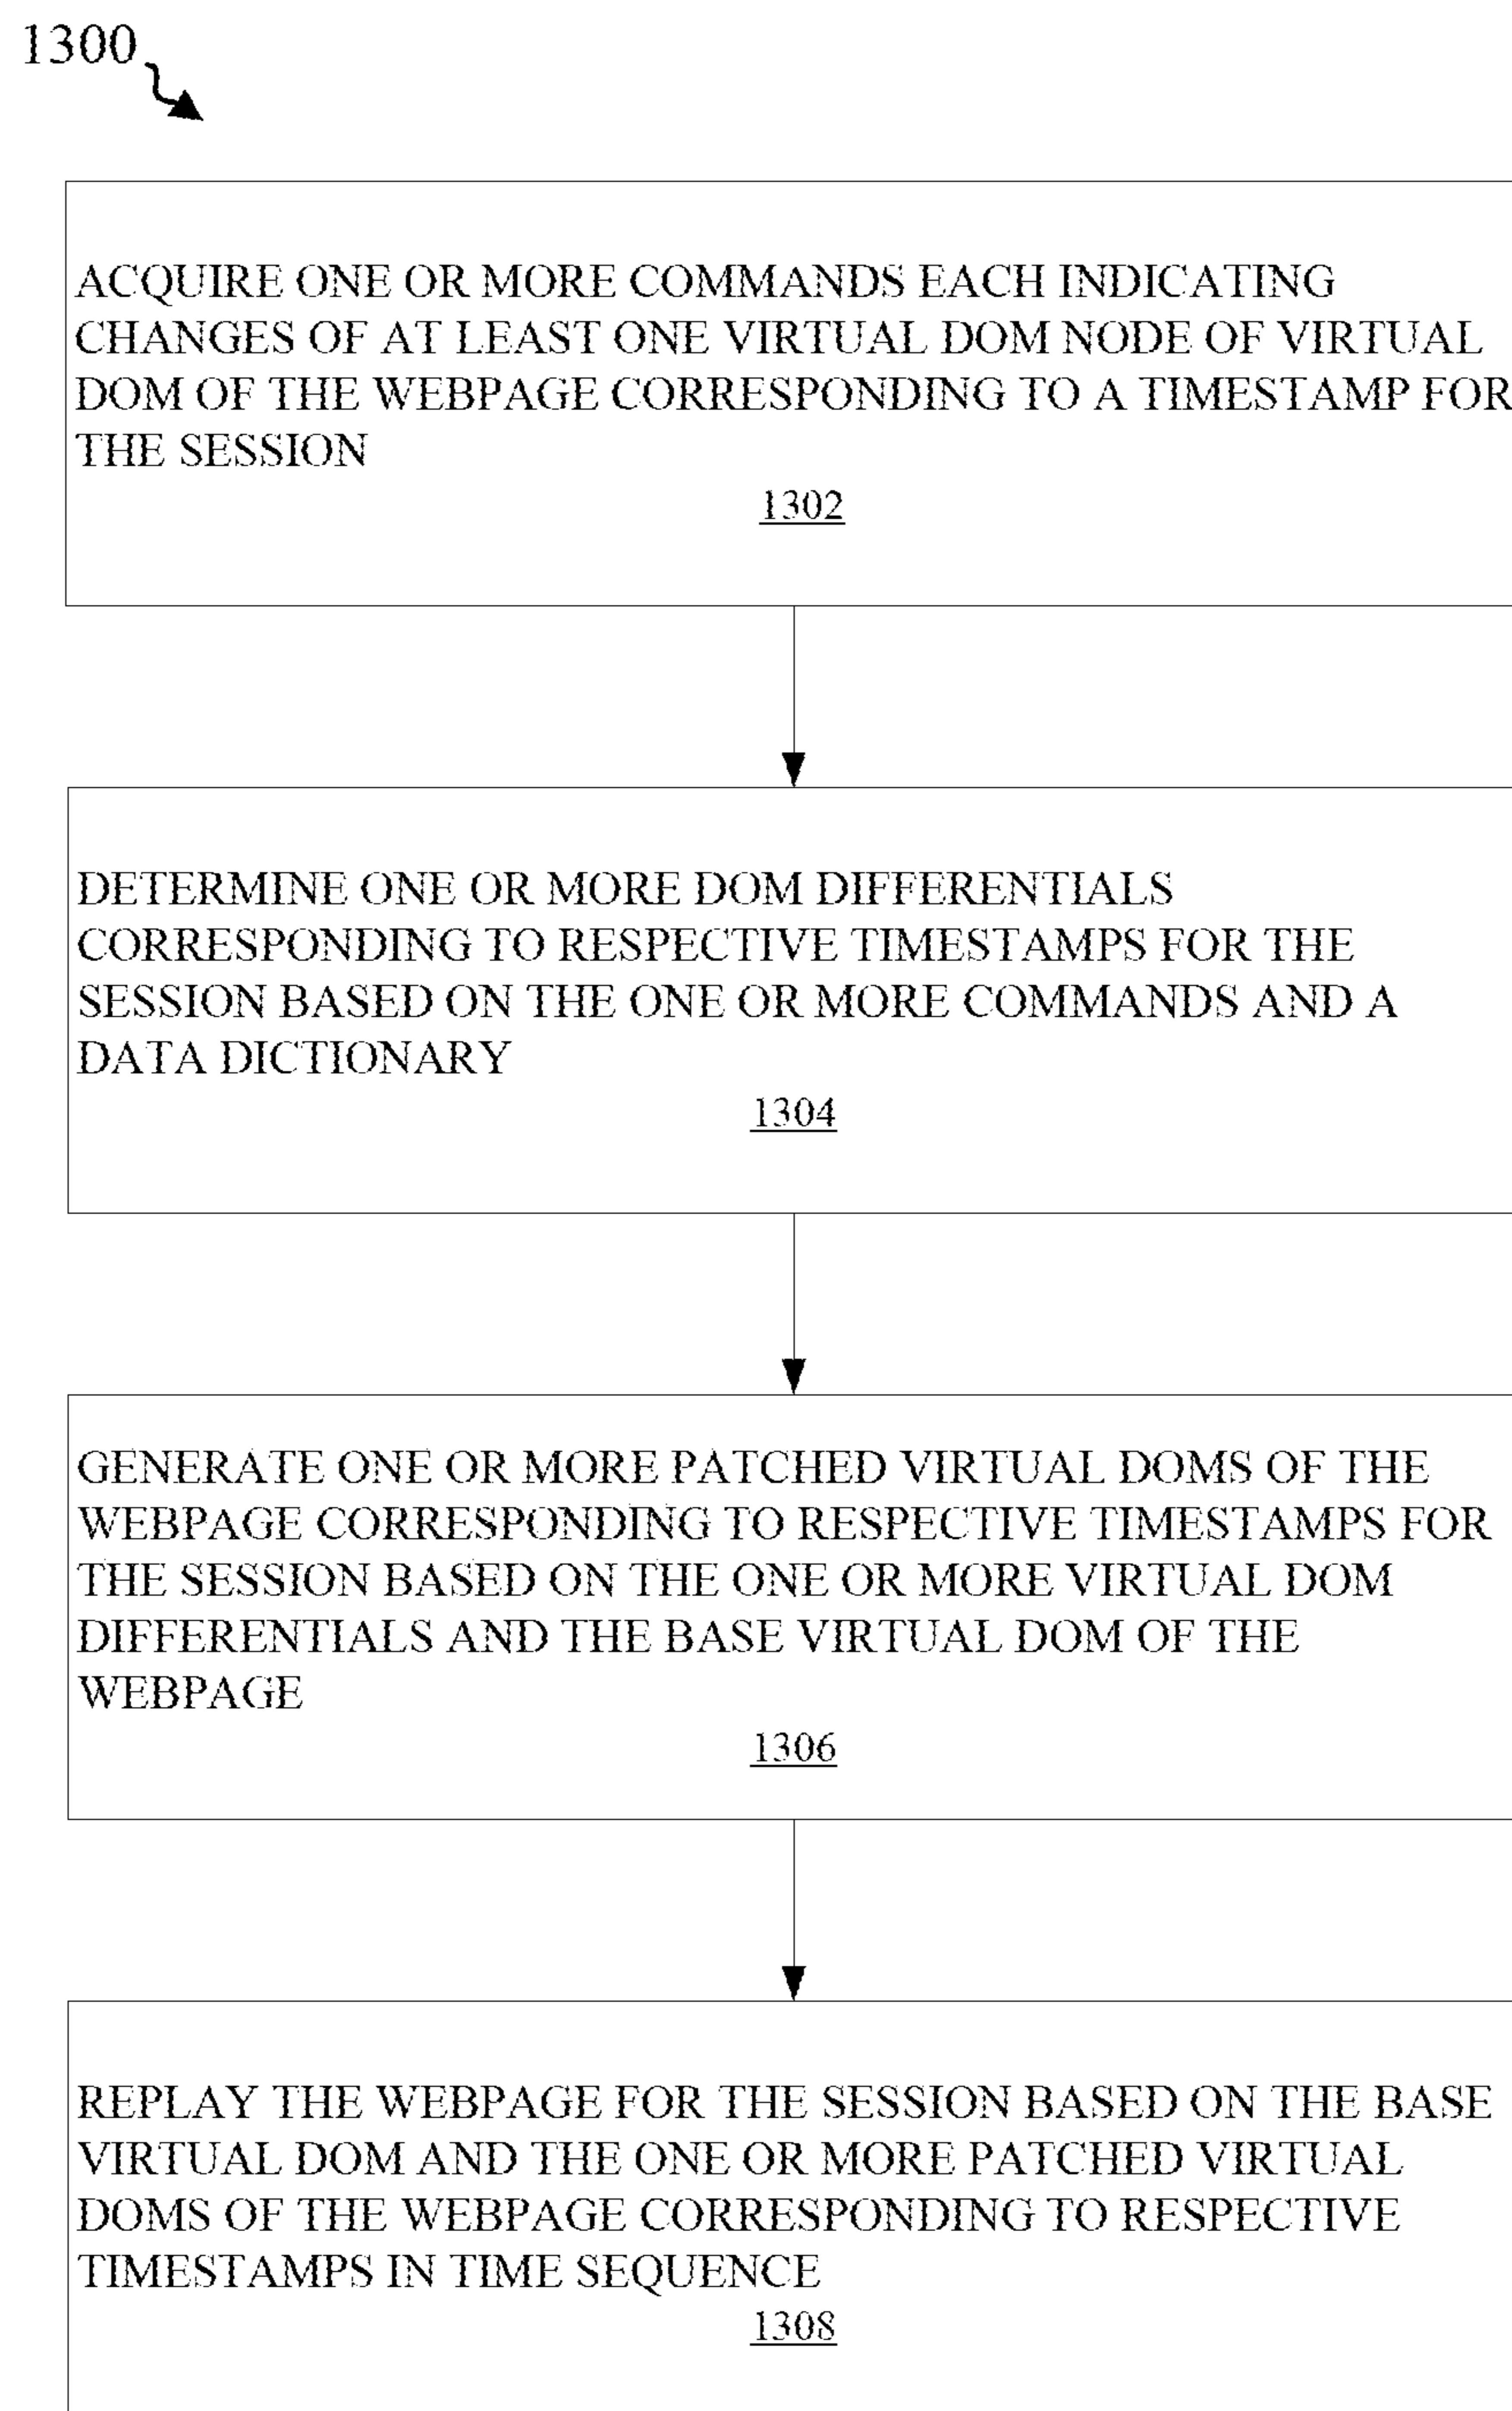 1300
ACQUIRE ONE OR MORE COMMANDS EACH INDICATING
CHANGES OF AT LEAST ONE VIRTUAL DOM NODE OF VIRTUAL
DOM OF THE WEBPAGE CORRESPONDING TO A TIMESTAMP FOR
THE SESSION
1302
DETERMINE ONE OR MORE DOM DIFFERENTIALS
CORRESPONDING TO RESPECTIVE TIMESTAMPS FOR THE
SESSION BASED ON THE ONE OR MORE COMMANDS AND A
DATA DICTIONARY
1304
GENERATE ONE OR MORE PATCHED VIRTUAL DOMS OF THE
WEBPAGE CORRESPONDING TO RESPECTIVE TIMESTAMPS FOR
THE SESSION BASED ON THE ONE OR MORE VIRTUAL DOM
DIFFERENTIALS AND THE BASE VIRTUAL DOM OF THE
WEBPAGE
1306
REPLAY THE WEBPAGE FOR THE SESSION BASED ON THE BASE
VIRTUAL DOM AND THE ONE OR MORE PATCHED VIRTUAL
DOMS OF THE WEBPAGE CORRESPONDING TO RESPECTIVE
TIMESTAMPS IN TIME SEQUENCE
1308